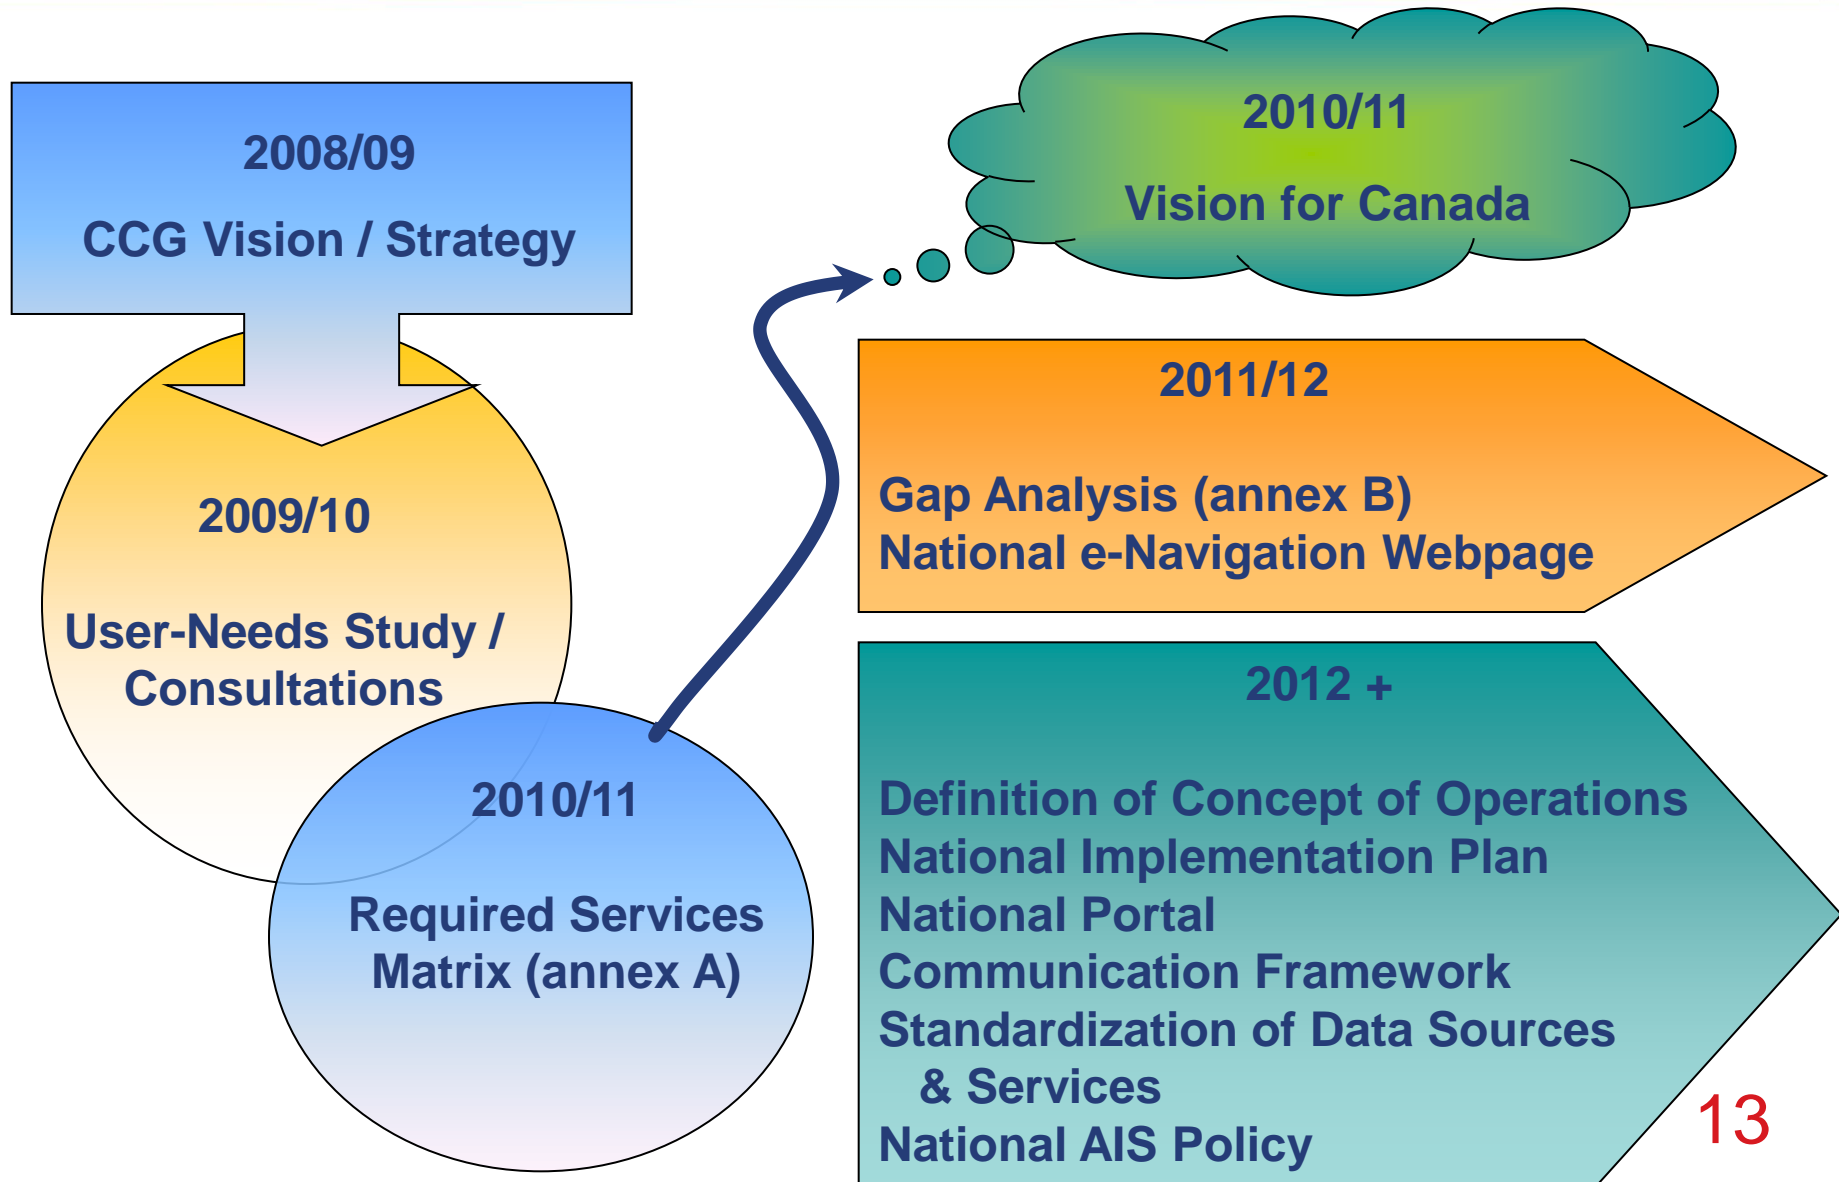 2008/09
CCG Vision / Strategy
2009/10
User-Needs Study /
Consultations
2010/11
Required Services
Matrix (annex A)
2010/11
Vision for Canada
2011/12
Gap Analysis (annex B)
National e-Navigation Webpage
2012 +
Definition of Concept of Operations
National Implementation Plan
National Portal
Communication Framework
Standardization of Data Sources
& Services
National AIS Policy
13